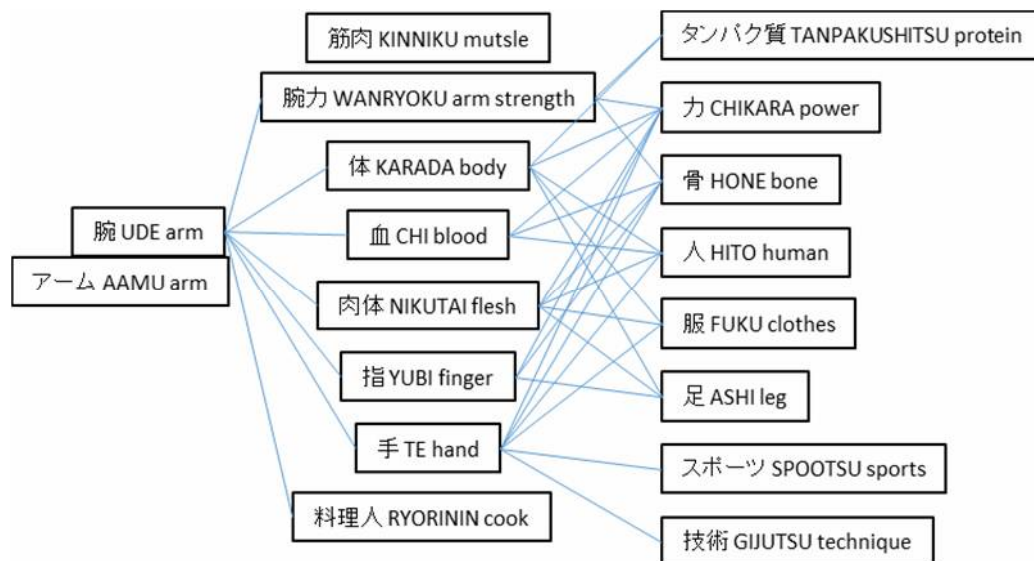 腕 UDE arm
アーム AAMU arm
筋肉 KINNIKU mutsle
腕力 WANRYOKU arm strength
体 KARADA body
血 CHI blood
肉体 NIKUTAI flesh
指 YUBI finger
手 TE hand
料理人 RYORININ cook
タンパク質 TANPAKUSHITSU protein
力 CHIKARA power
骨 HONE bone
人 HITO human
服 FUKU clothes
足 ASHI leg
スポーツ SPOOTSU sports
技術 GIJUTSU technique